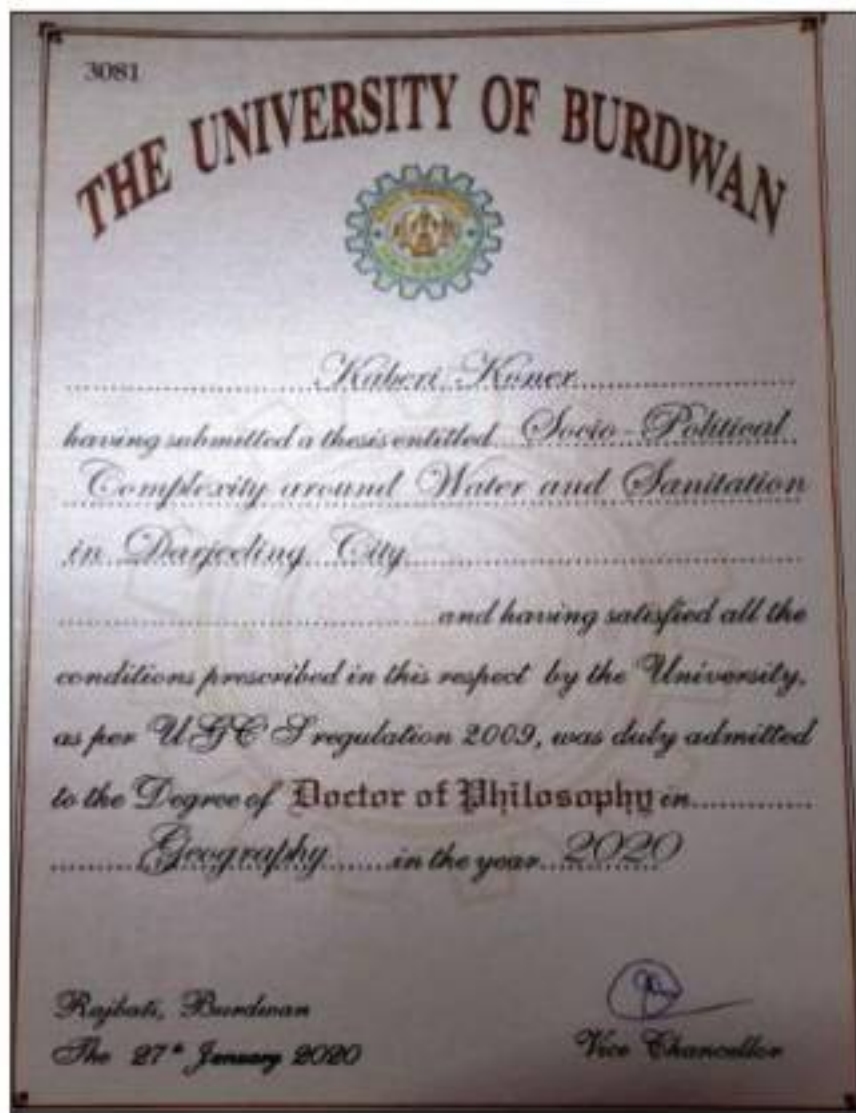 3081
THE UNIVERSITY OF BURDWAN
Kaberi Koner
having submitted a thesis entitled Socio-Political
Complexity around Water and Sanitation
in Darjeeling City
and having satisfied all the
conditions prescribed in this respect by the University,
as per UGC'S regulation 2009, was duly admitted
to the Degree of Doctor of Philosophy in
Geography in the year 2020
Rajbati, Burdwan
The 27th January 2020
Vice Chancellor